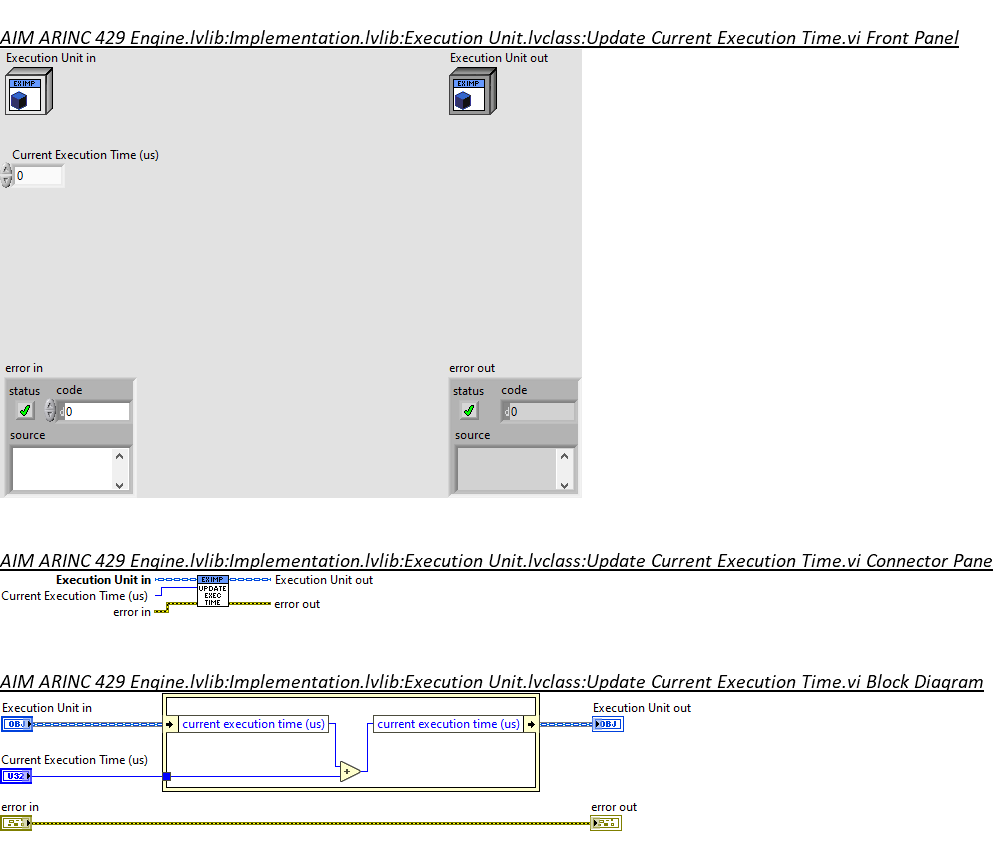 AIM ARINC 429 Engine.lvlib:Implementation.lvlib:Execution Unit.lvclass:Update Current Execution Time.vi Front Panel
Execution Unit in
Execution Unit out
EXIMP
EXIMP
Current Execution Time (us)
0
error in
error out
status code
status code
d 0
d 0
source
source
AIM ARINC 429 Engine.lvlib:Implementation.lvlib:Execution Unit.lvclass:Update Current Execution Time.vi Connector Pane
Execution Unit in
EXIMP
Execution Unit out
Current Execution Time (us)
UPDATE
EXEC
TIME
error in
error out
AIM ARINC 429 Engine.lvlib:Implementation.lvlib:Execution Unit.lvclass:Update Current Execution Time.vi Block Diagram
Execution Unit in
Execution Unit out
OBJ
current execution time (us)
current execution time (us)
OBJ
Current Execution Time (us)
U32
+
error in
error out